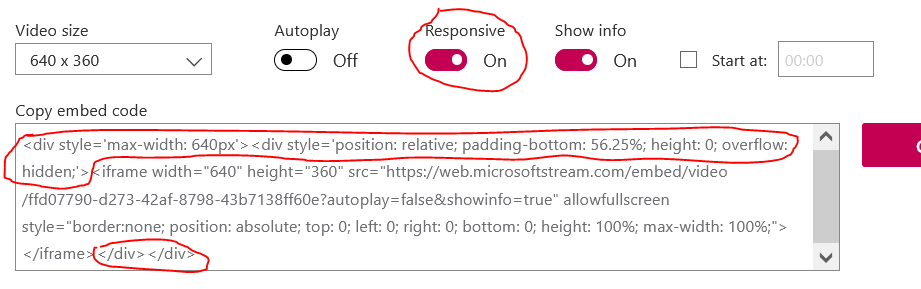 Video size
Autoplay
Responsive
Show info
640 x 360
Off
On
On
Start at:
00:00
Copy embed code
<div style='max-width: 640px'><div style='position: relative; padding-bottom: 56.25%; height: 0; overflow:
hidden;'><iframe width="640" height="360" src="https://web.microsoftstream.com/embed/video
/ffd07790-d273-42af-8798-43b7138ff60e?autoplay=false&showinfo=true" allowfullscreen
style="border:none; position: absolute; top: 0; left: 0; right: 0; bottom: 0; height: 100%; max-width: 100%;">
</iframe></div></div>